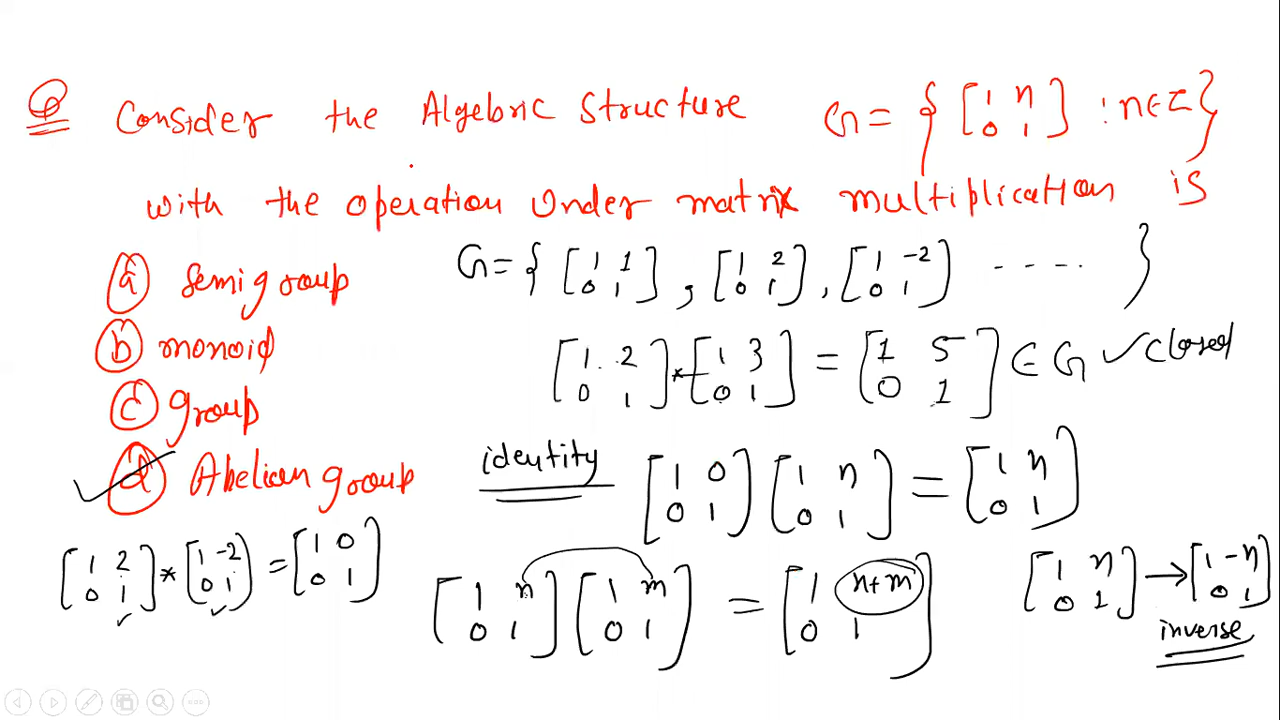 Q Consider the Algebric Structure G = { [1 n 0 1] : n ∈ Z }
with the operation Under matrix multiplication is
G = { [1 1 0 1], [1 2 0 1], [1 -2 0 1] ..... }
(a) Semigroup
(b) monoid
[1 2 0 1] * [1 3 0 1] = [1 5 0 1] ∈ G ✓ closed
(c) group
(d) Abelian group
identity [1 0 0 1] [1 n 0 1] = [1 n 0 1]
[1 2 0 1] * [1 -2 0 1] = [1 0 0 1]
[1 n 0 1] [1 m 0 1] = [1 n+m 0 1]
[1 n 0 1] → [1 -n 0 1]
inverse